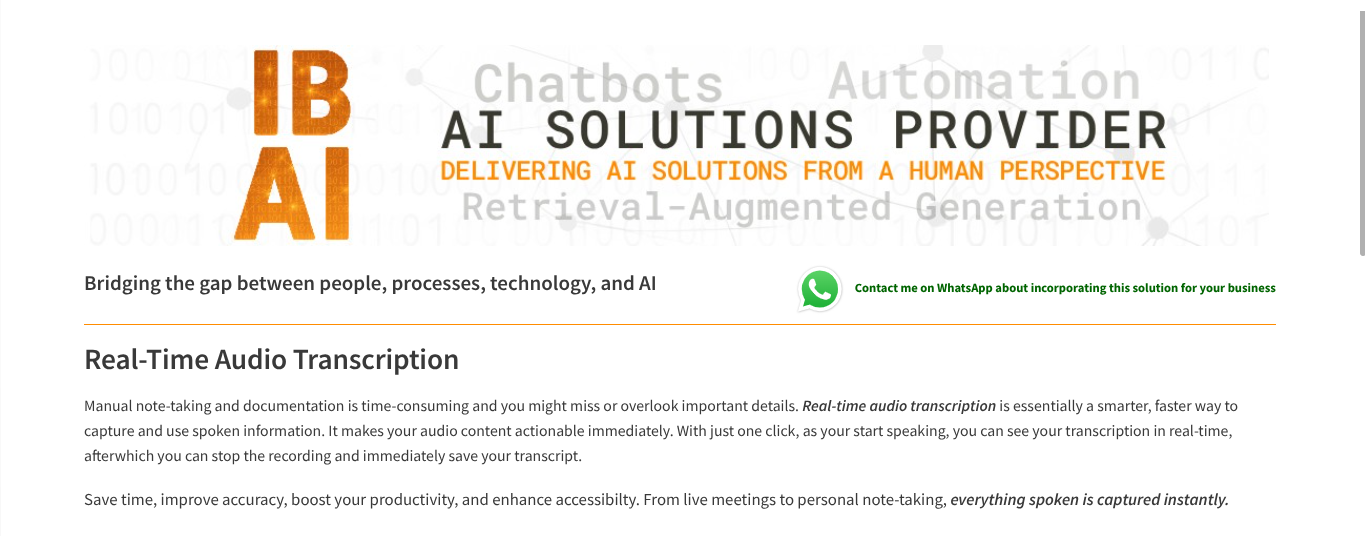 IB
AI
Chatbots
Automation
AI SOLUTIONS PROVIDER
DELIVERING AI SOLUTIONS FROM A HUMAN PERSPECTIVE
Retrieval-Augmented Generation
Bridging the gap between people, processes, technology, and AI
Contact me on WhatsApp about incorporating this solution for your business
Real-Time Audio Transcription
Manual note-taking and documentation is time-consuming and you might miss or overlook important details. Real-time audio transcription is essentially a smarter, faster way to
capture and use spoken information. It makes your audio content actionable immediately. With just one click, as your start speaking, you can see your transcription in real-time,
afterwhich you can stop the recording and immediately save your transcript.
Save time, improve accuracy, boost your productivity, and enhance accessibilty. From live meetings to personal note-taking, everything spoken is captured instantly.